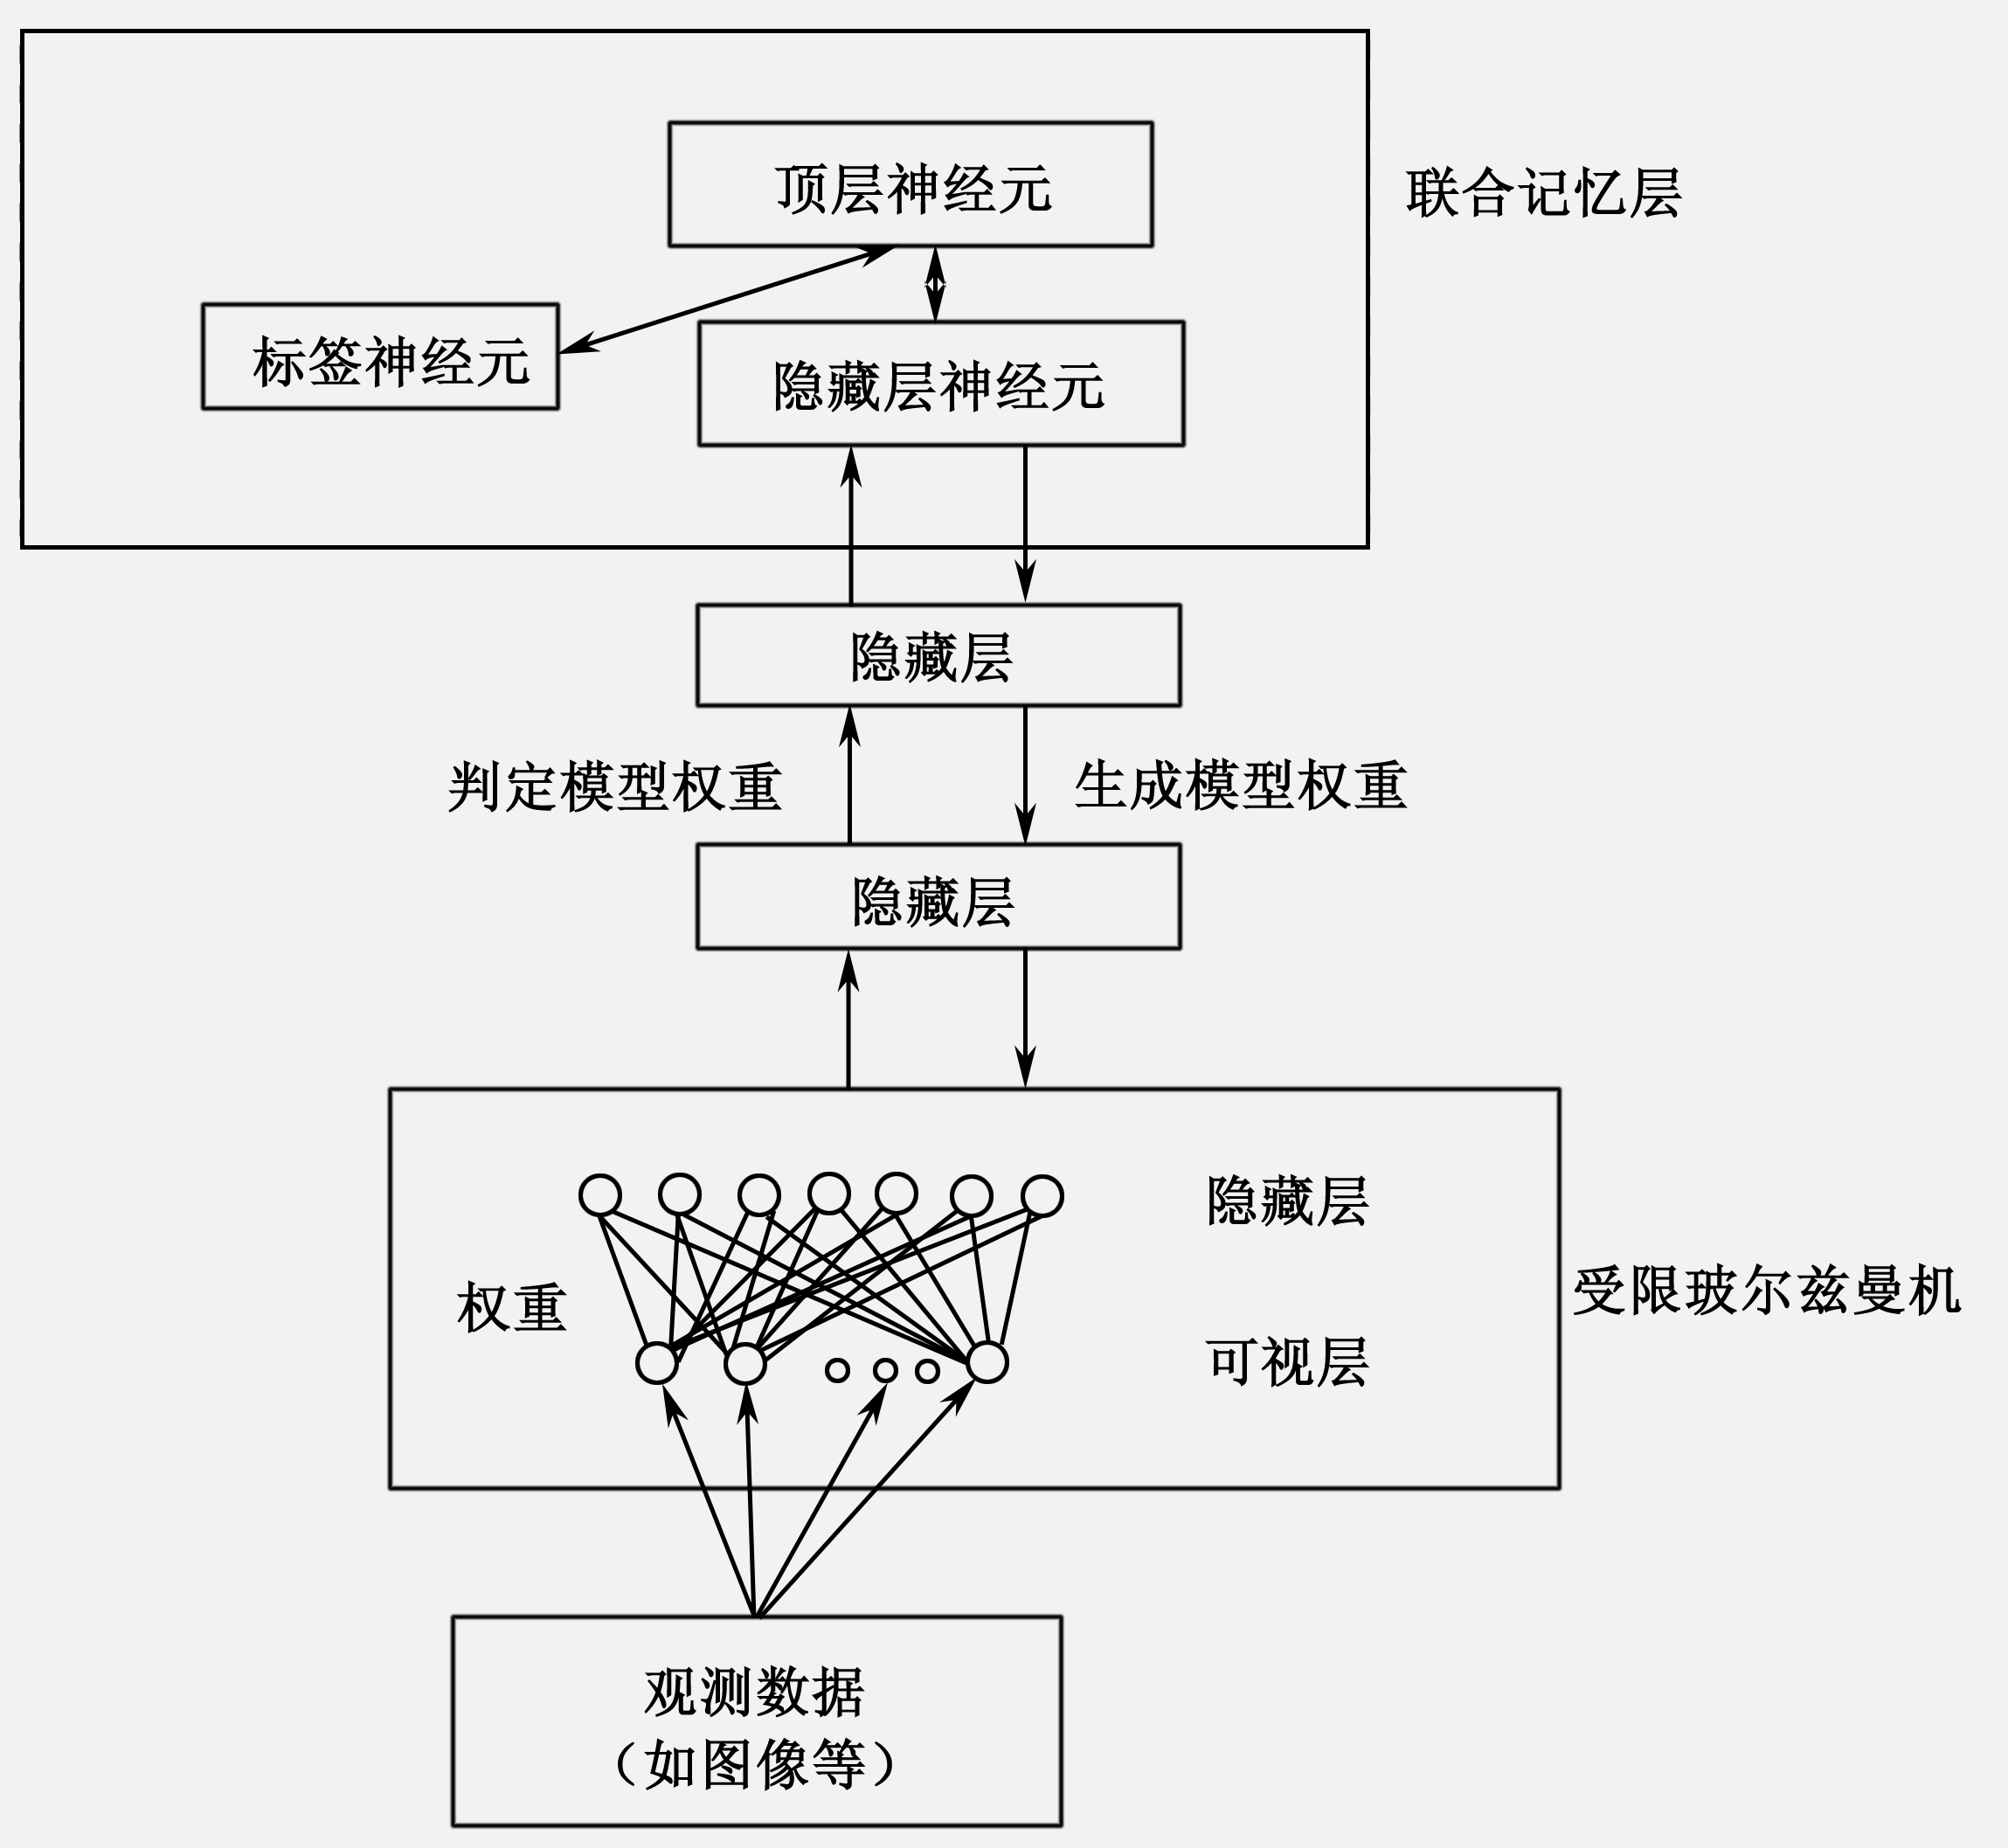 顶层神经元
联合记忆层
标签神经元
隐藏层神经元
隐藏层
判定模型权重
生成模型权重
隐藏层
隐藏层
权重
受限玻尔兹曼机
可视层
观测数据
（如图像等）